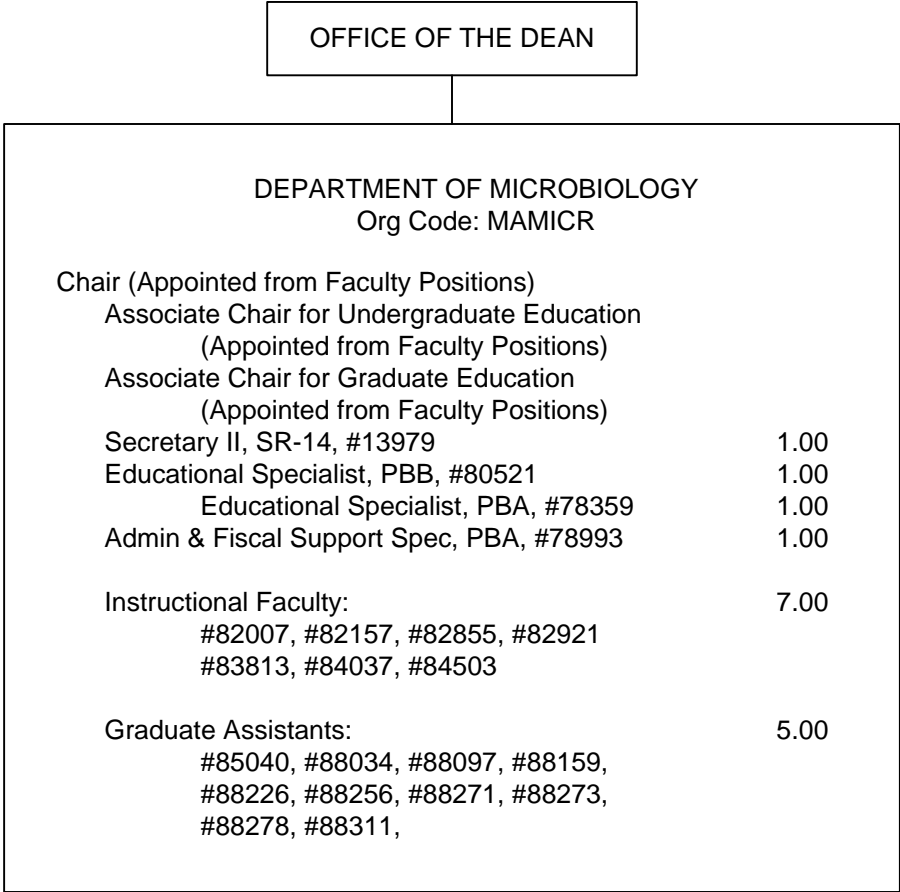 OFFICE OF THE DEAN
DEPARTMENT OF MICROBIOLOGY
Org Code: MAMICR
Chair (Appointed from Faculty Positions)
Associate Chair for Undergraduate Education
(Appointed from Faculty Positions)
Associate Chair for Graduate Education
(Appointed from Faculty Positions)
Secretary II, SR-14, #13979 1.00
Educational Specialist, PBB, #80521 1.00
Educational Specialist, PBA, #78359 1.00
Admin & Fiscal Support Spec, PBA, #78993 1.00
Instructional Faculty: 7.00
#82007, #82157, #82855, #82921
#83813, #84037, #84503
Graduate Assistants: 5.00
#85040, #88034, #88097, #88159,
#88226, #88256, #88271, #88273,
#88278, #88311,